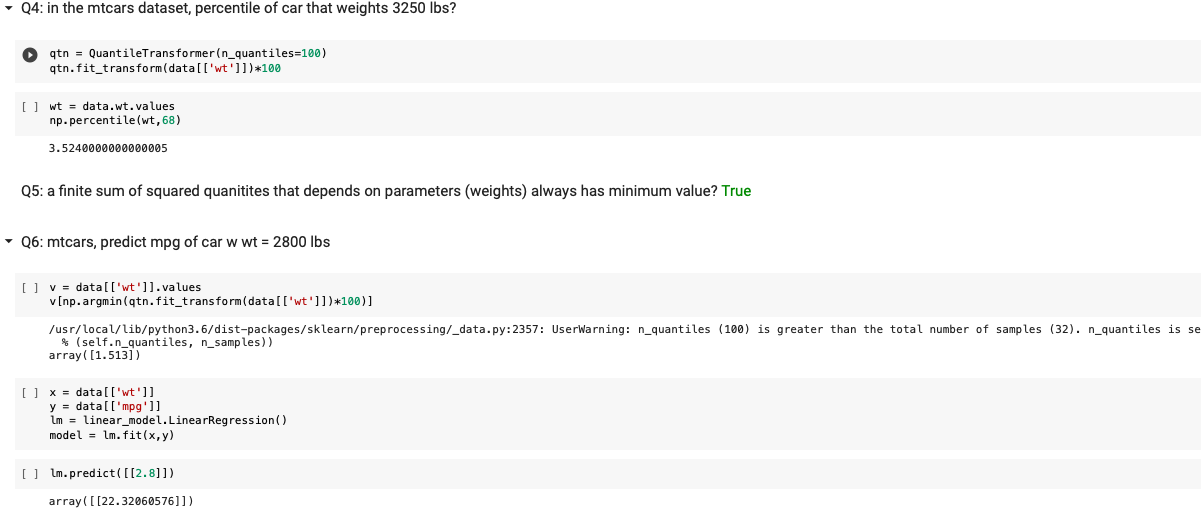 Q4: in the mtcars dataset, percentile of car that weights 3250 lbs?
qtn = QuantileTransformer(n_quantiles=100)
qtn.fit_transform(data[['wt']])*100
[ ] wt = data.wt.values
np.percentile(wt,68)
3.5240000000000005
Q5: a finite sum of squared quanitites that depends on parameters (weights) always has minimum value? True
Q6: mtcars, predict mpg of car w wt = 2800 lbs
[ ] v = data[['wt']].values
v[np.argmin(qtn.fit_transform(data[['wt']])*100)]
/usr/local/lib/python3.6/dist-packages/sklearn/preprocessing/_data.py:2357: UserWarning: n_quantiles (100) is greater than the total number of samples (32). n_quantiles is se
% (self.n_quantiles, n_samples))
array([1.513])
[ ] x = data[['wt']]
y = data[['mpg']]
lm = linear_model.LinearRegression()
model = lm.fit(x,y)
[ ] lm.predict([[2.8]])
array([[22.32060576]])